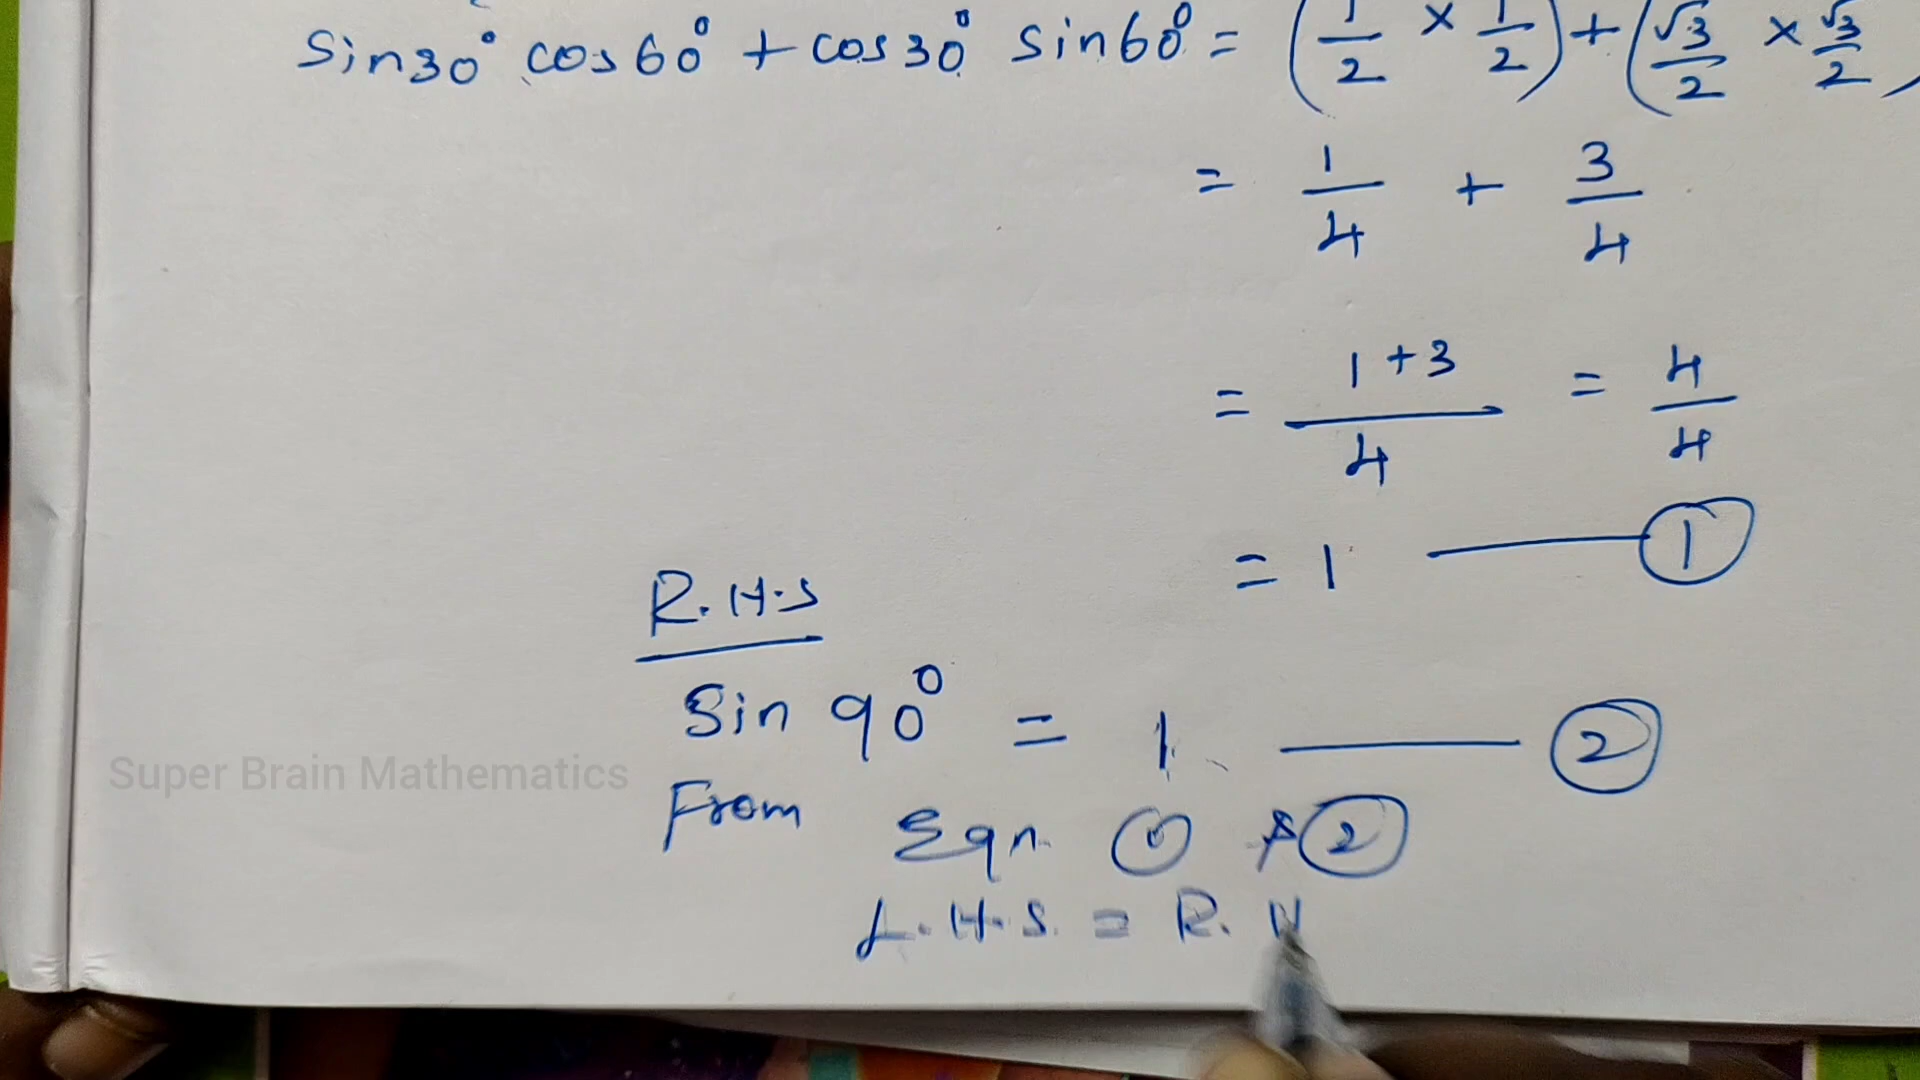 Sin30° cos60° + cos30° sin60° = (1/2 × 1/2) + (√3/2 × √3/2)
= 1/4 + 3/4
= 1+3/4 = 4/4
= 1 —— ①
R.H.S
Sin 90° = 1 —— ②
From Eqn. ① & ②
L.H.S. = R.H
Super Brain Mathematics